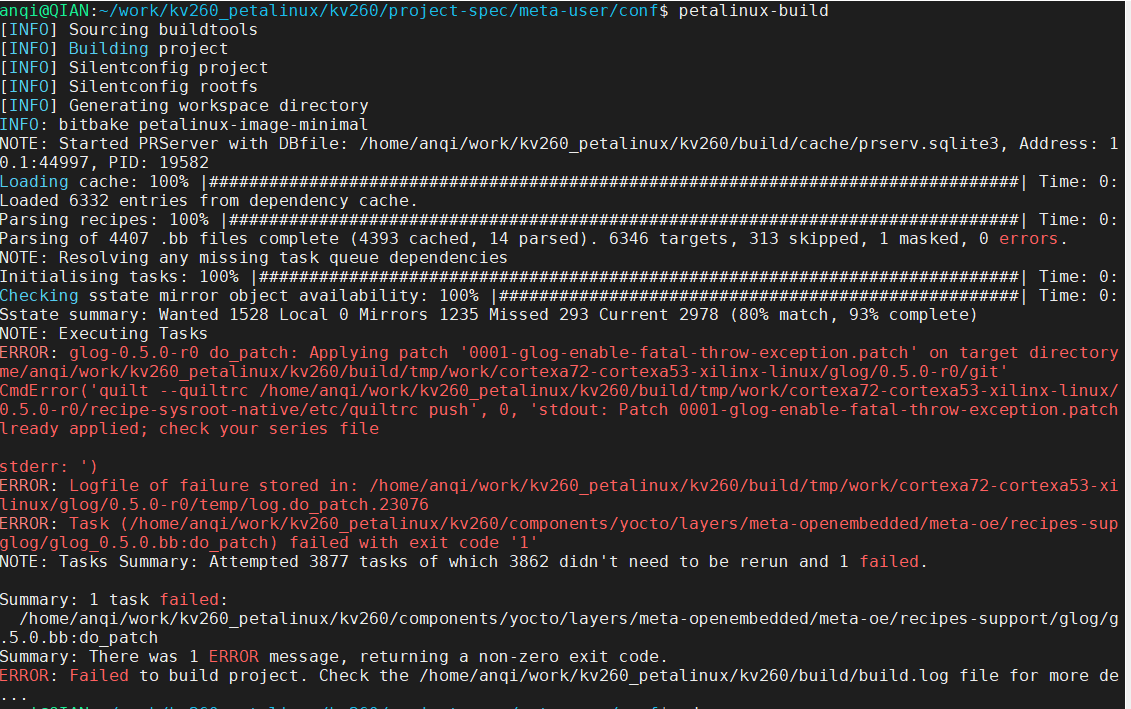 anqi@QIAN:~/work/kv260_petalinux/kv260/project-spec/meta-user/conf$ petalinux-build
[INFO] Sourcing buildtools
[INFO] Building project
[INFO] Silentconfig project
[INFO] Silentconfig rootfs
[INFO] Generating workspace directory
INFO: bitbake petalinux-image-minimal
NOTE: Started PRServer with DBfile: /home/anqi/work/kv260_petalinux/kv260/build/cache/prserv.sqlite3, Address: 1
0.1:44997, PID: 19582
Loading cache: 100% |#################################################################################| Time: 0:
Loaded 6332 entries from dependency cache.
Parsing recipes: 100% |###############################################################################| Time: 0:
Parsing of 4407 .bb files complete (4393 cached, 14 parsed). 6346 targets, 313 skipped, 1 masked, 0 errors.
NOTE: Resolving any missing task queue dependencies
Initialising tasks: 100% |############################################################################| Time: 0:
Checking sstate mirror object availability: 100% |####################################################| Time: 0:
Sstate summary: Wanted 1528 Local 0 Mirrors 1235 Missed 293 Current 2978 (80% match, 93% complete)
NOTE: Executing Tasks
ERROR: glog-0.5.0-r0 do_patch: Applying patch '0001-glog-enable-fatal-throw-exception.patch' on target directory
me/anqi/work/kv260_petalinux/kv260/build/tmp/work/cortexa72-cortexa53-xilinx-linux/glog/0.5.0-r0/git'
CmdError('quilt --quiltrc /home/anqi/work/kv260_petalinux/kv260/build/tmp/work/cortexa72-cortexa53-xilinx-linux/
0.5.0-r0/recipe-sysroot-native/etc/quiltrc push', 0, 'stdout: Patch 0001-glog-enable-fatal-throw-exception.patch
lready applied; check your series file
stderr: ')
ERROR: Logfile of failure stored in: /home/anqi/work/kv260_petalinux/kv260/build/tmp/work/cortexa72-cortexa53-xi
linux/glog/0.5.0-r0/temp/log.do_patch.23076
ERROR: Task (/home/anqi/work/kv260_petalinux/kv260/components/yocto/layers/meta-openembedded/meta-oe/recipes-sup
glog/glog_0.5.0.bb:do_patch) failed with exit code '1'
NOTE: Tasks Summary: Attempted 3877 tasks of which 3862 didn't need to be rerun and 1 failed.
Summary: 1 task failed:
/home/anqi/work/kv260_petalinux/kv260/components/yocto/layers/meta-openembedded/meta-oe/recipes-support/glog/g
.5.0.bb:do_patch
Summary: There was 1 ERROR message, returning a non-zero exit code.
ERROR: Failed to build project. Check the /home/anqi/work/kv260_petalinux/kv260/build/build.log file for more de
...